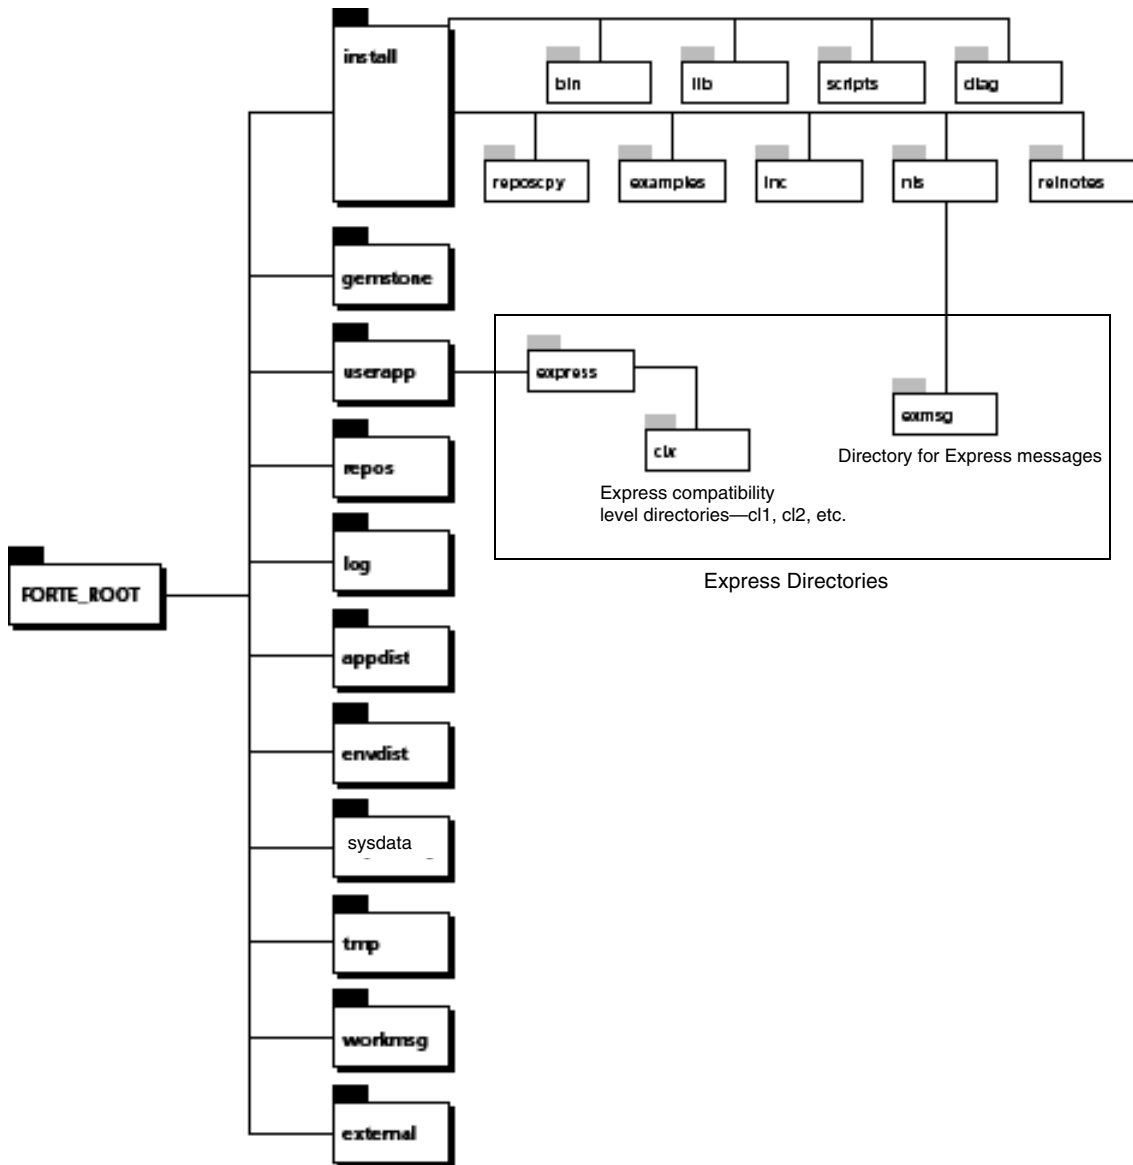 install
bin
lib
scripts
diag
reposcpy
examples
inc
nls
relnotes
gemstone
userapp
express
exmsg
clx
Directory for Express messages
repos
Express compatibility
level directories—cl1, cl2, etc.
log
Express Directories
FORTE_ROOT
appdist
envdist
sysdata
tmp
workmsg
external